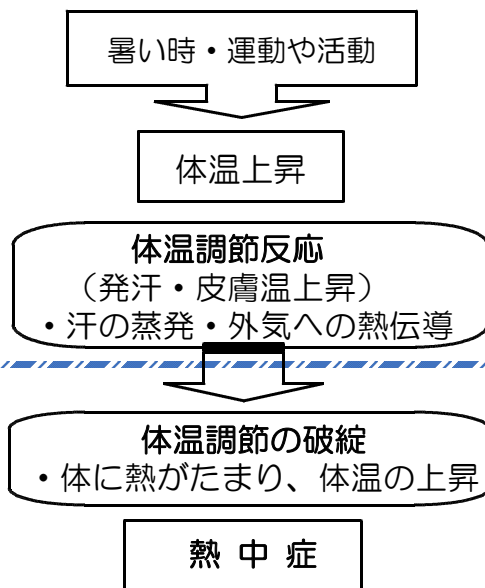 暑い時・運動や活動
体温上昇
体温調節反応
（発汗・皮膚温上昇）
・汗の蒸発・外気への熱伝導
体温調節の破綻
・体に熱がたまり、体温の上昇
熱 中 症